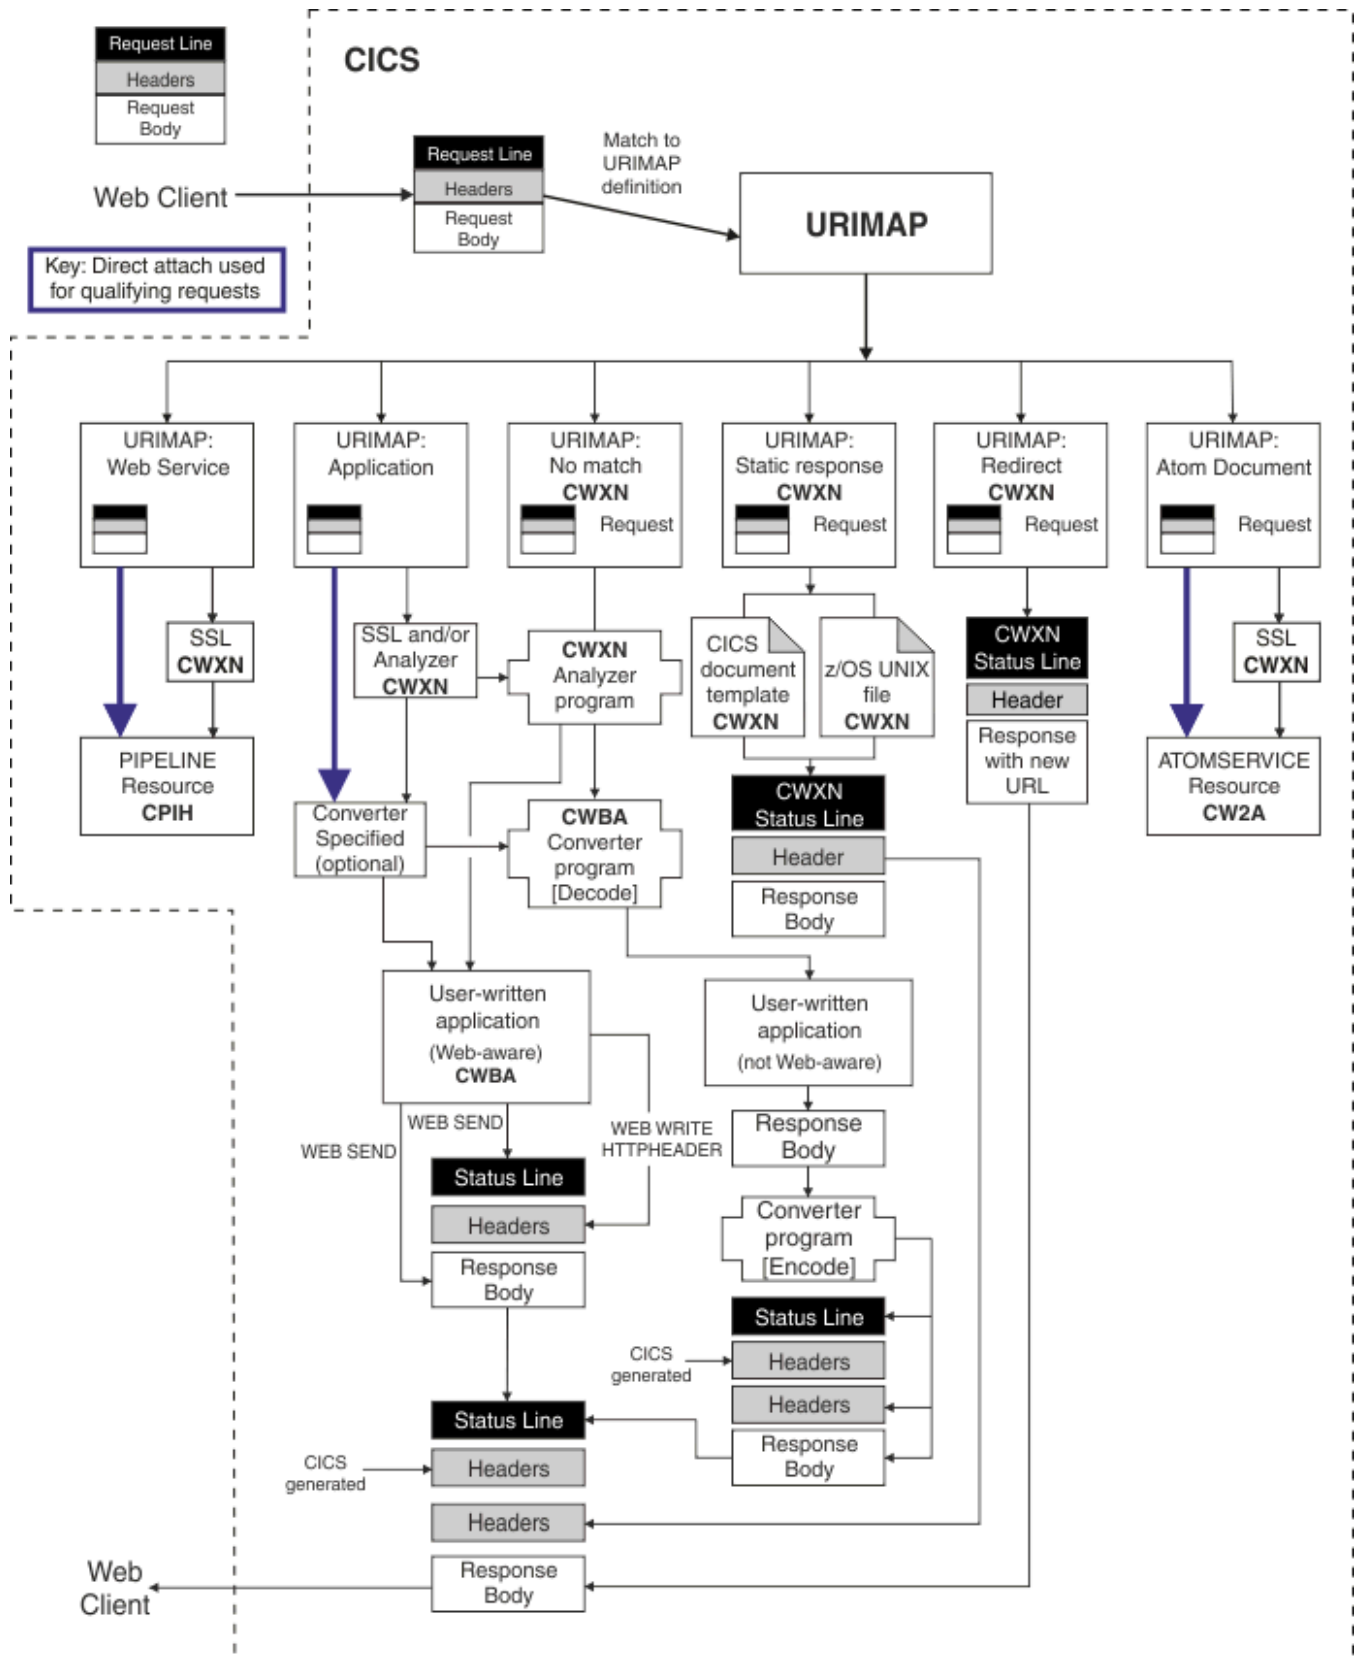 Request Line
Headers
Request
Body
CICS
Request Line
Headers
Request
Body
Match to
URIMAP
definition
Web Client
URIMAP
Key: Direct attach used
for qualifying requests
URIMAP:
Web Service
URIMAP:
Application
URIMAP:
No match
CWXN
Request
URIMAP:
Static response
CWXN
Request
URIMAP:
Redirect
CWXN
Request
URIMAP:
Atom Document
Request
SSL
CWXN
SSL and/or
Analyzer
CWXN
CWXN
Analyzer
program
CICS
document
template
CWXN
z/OS UNIX
file
CWXN
CWXN
Status Line
Header
Response
with new
URL
SSL
CWXN
PIPELINE
Resource
CPIH
Converter
Specified
(optional)
CWBA
Converter
program
[Decode]
CWXN
Status Line
Header
Response
Body
ATOMSERVICE
Resource
CW2A
User-written
application
(Web-aware)
CWBA
User-written
application
(not Web-aware)
WEB SEND
WEB SEND
WEB WRITE
HTTPHEADER
Response
Body
Status Line
Headers
Response
Body
Converter
program
[Encode]
Status Line
CICS
generated
Headers
Headers
Response
Body
Status Line
CICS
generated
Headers
Headers
Response
Body
Web
Client